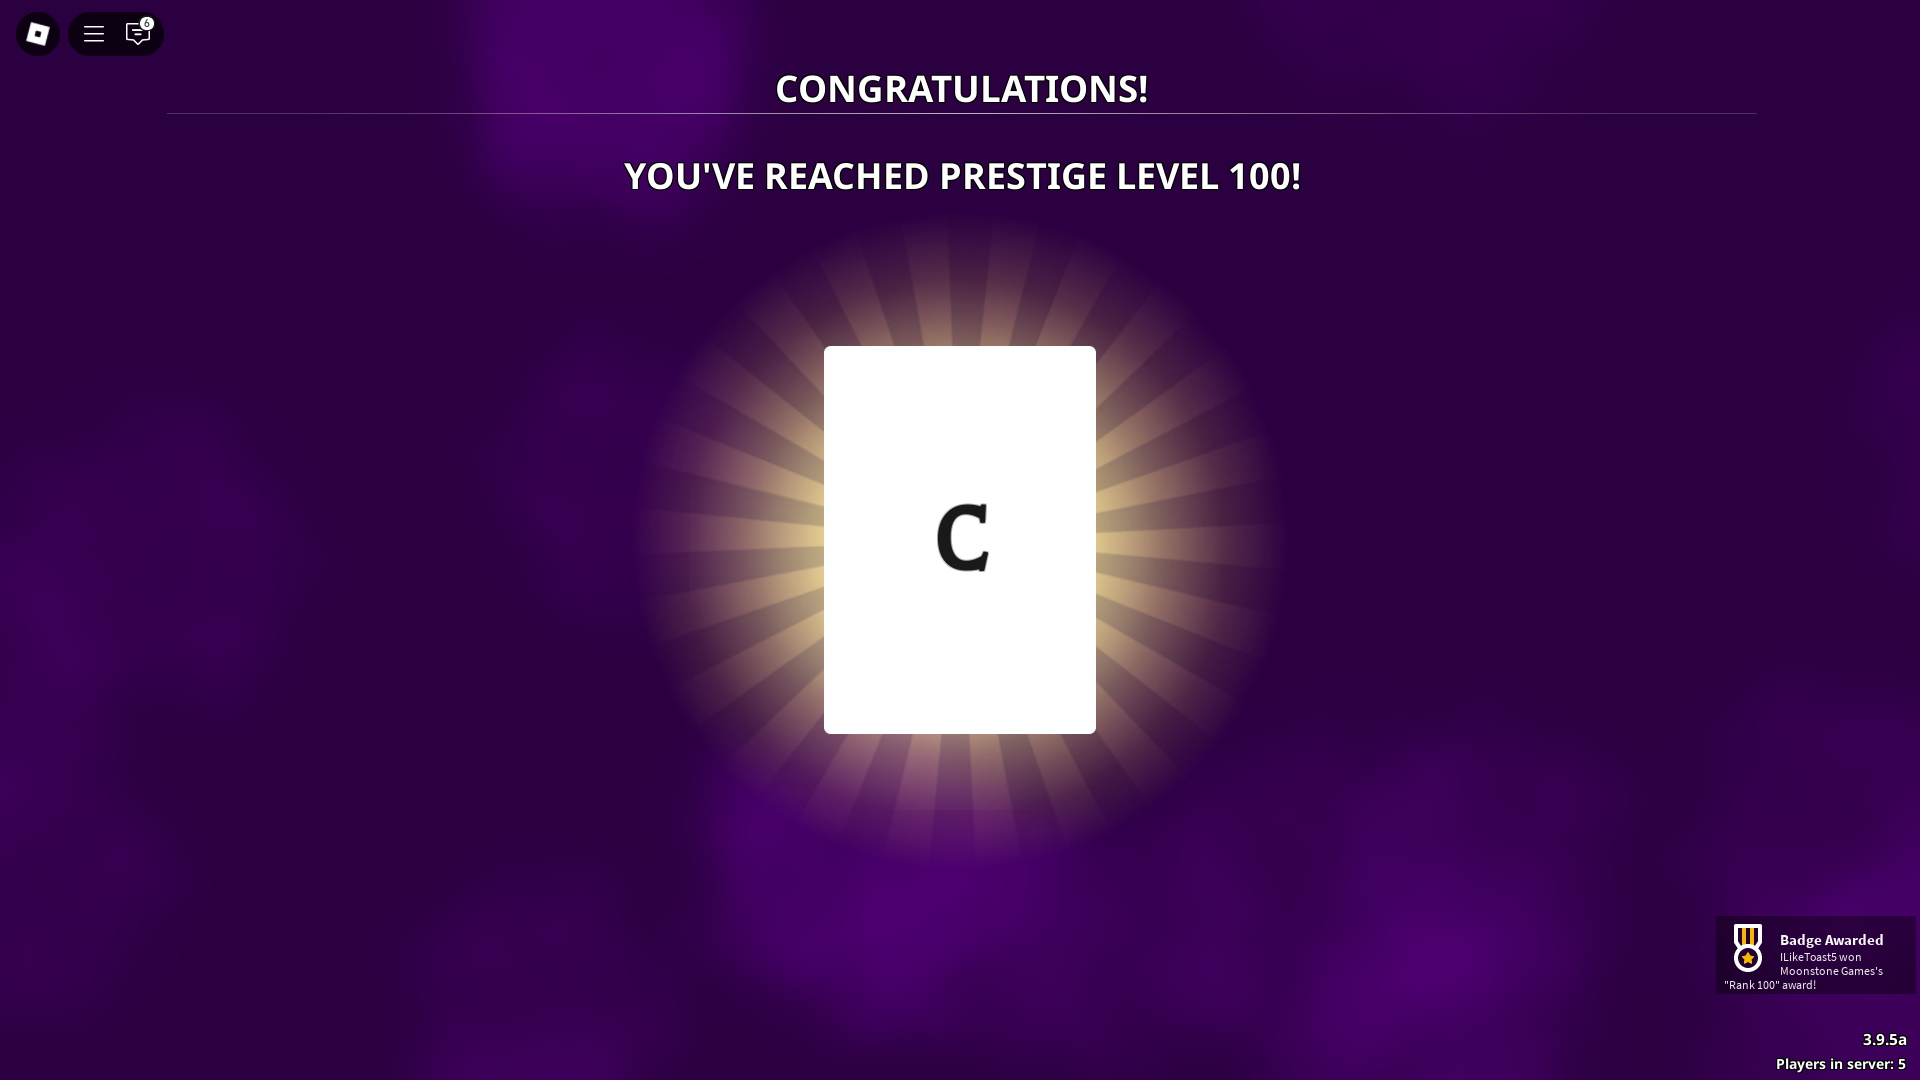 6
CONGRATULATIONS!
YOU'VE REACHED PRESTIGE LEVEL 100!
C
Badge Awarded
ILikeToast5 won
Moonstone Games's
"Rank 100" award!
3.9.5a
Players in server: 5